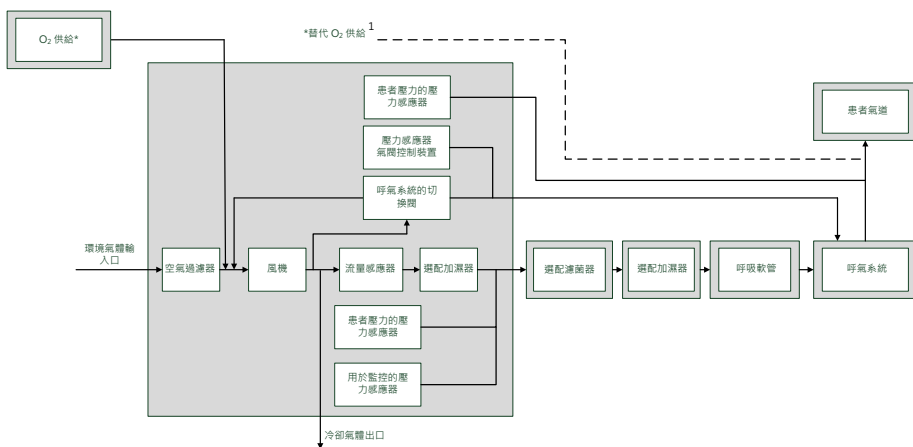 O₂ 供給*
*替代 O₂ 供給 1
患者壓力的壓
力感應器
患者氣道
壓力感應器
氣閥控制裝置
呼氣系統的切
換閥
環境氣體輸
入口
空氣過濾器
風機
流量感應器
選配加濕器
選配濾菌器
選配加濕器
呼吸軟管
呼氣系統
患者壓力的壓
力感應器
用於監控的壓
力感應器
冷卻氣體出口